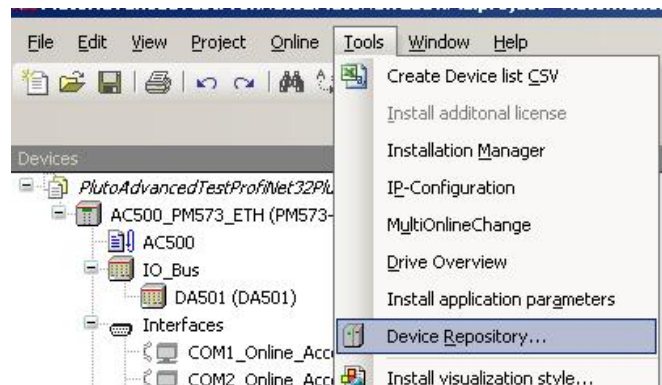 File Edit View Project Online Tools Window Help
Create Device list CSV
Install additonal license
Installation Manager
IP-Configuration
MultiOnlineChange
Drive Overview
Install application parameters
Device Repository...
Install visualization style...
Devices
PlutoAdvancedTestProfiNet32Plu
AC500_PM573_ETH (PM573-
AC500
IO_Bus
DA501 (DA501)
Interfaces
COM1_Online_Acce
COM2_Online_Acce